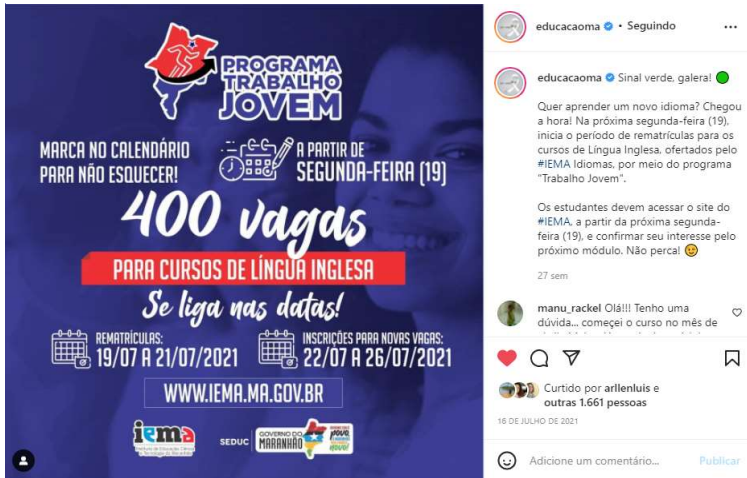 PROGRAMA
TRABALHO
JOVEM
MARCA NO CALENDÁRIO
PARA NÃO ESQUECER!
A PARTIR DE
SEGUNDA-FEIRA (19)
400 vagas
PARA CURSOS DE LÍNGUA INGLESA
Se liga nas datas!
REMATRÍCULAS:
19/07 A 21/07/2021
INSCRIÇÕES PARA NOVAS VAGAS:
22/07 A 26/07/2021
WWW.IEMA.MA.GOV.BR
iema
SEDUC
GOVERNO DO
MARANHÃO
educacaoma • Seguindo
educacaoma Sinal verde, galera!
Quer aprender um novo idioma? Chegou
a hora! Na próxima segunda-feira (19),
inicia o período de rematrículas para os
cursos de Língua Inglesa, ofertados pelo
#IEMA Idiomas, por meio do programa
"Trabalho Jovem".
Os estudantes devem acessar o site do
#IEMA, a partir da próxima segunda-
feira (19), e confirmar seu interesse pelo
próximo módulo. Não perca!
27 sem
manu_rackel Olá!!! Tenho uma
dúvida... começei o curso no mês de
Curtido por arllenluis e
outras 1.661 pessoas
16 DE JULHO DE 2021
Adicione um comentário...
Publicar